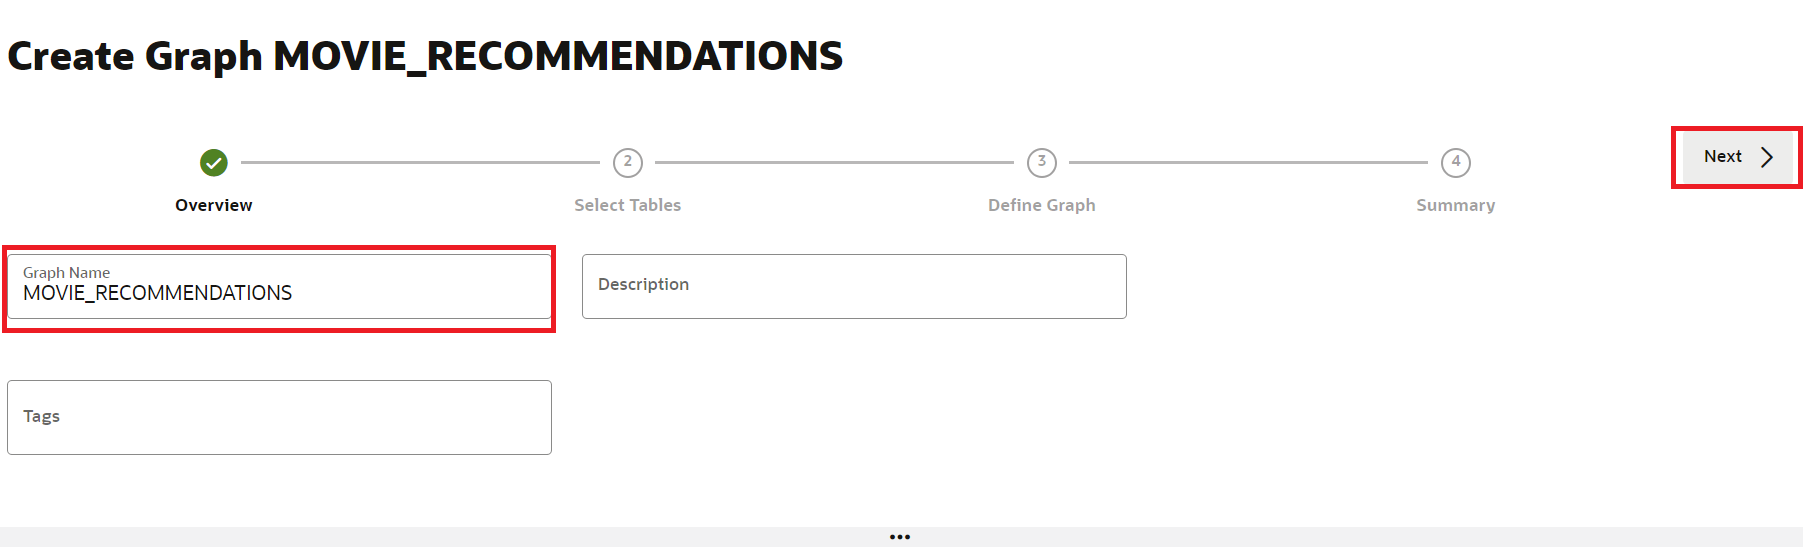 Create Graph MOVIE_RECOMMENDATIONS
2
3
4
Next
Overview
Select Tables
Define Graph
Summary
Graph Name
MOVIE_RECOMMENDATIONS
Description
Tags